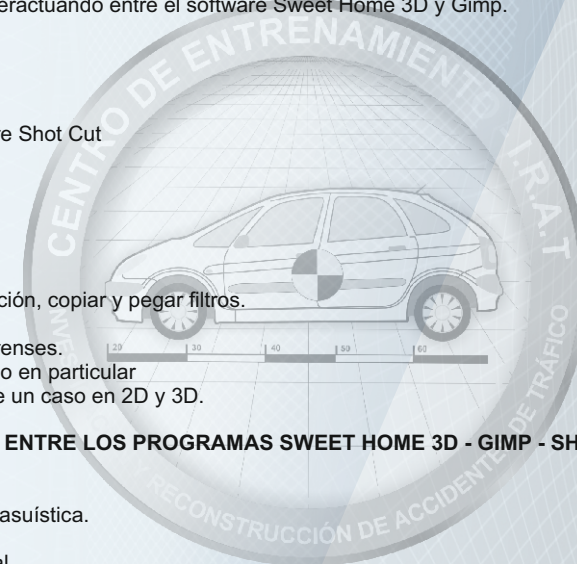 eractuando entre el software Sweet Home 3D y Gimp.
CENTRO DE ENTRENAMIENTO I.R.A.T
e Shot Cut
ción, copiar y pegar filtros.
20 30 40 50 60
renses.
o en particular
e un caso en 2D y 3D.
ENTRE LOS PROGRAMAS SWEET HOME 3D - GIMP - SH
INVES Y RECONSTRUCCIÓN DE ACCIDENTES DE TRÁFICO
asuística.